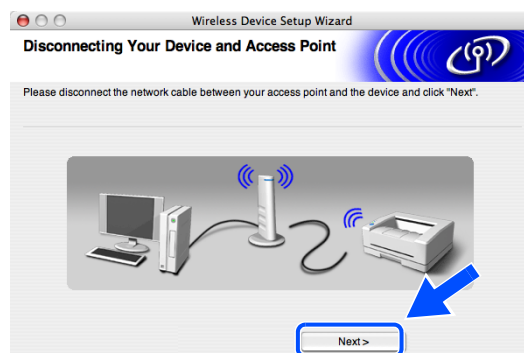 Wireless Device Setup Wizard
Disconnecting Your Device and Access Point
Please disconnect the network cable between your access point and the device and click "Next".
Next >